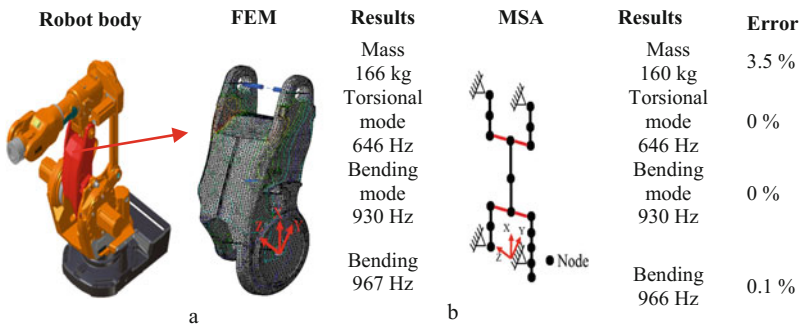 Robot body FEM Results MSA Results Error
Mass
166 kg
Torsional
mode
646 Hz
Bending
mode
930 Hz
Bending
967 Hz
X
Y
Z
a
X
Y
Z
Node
b
Mass
160 kg
Torsional
mode
646 Hz
Bending
mode
930 Hz
Bending
966 Hz
3.5 %
0 %
0 %
0.1 %